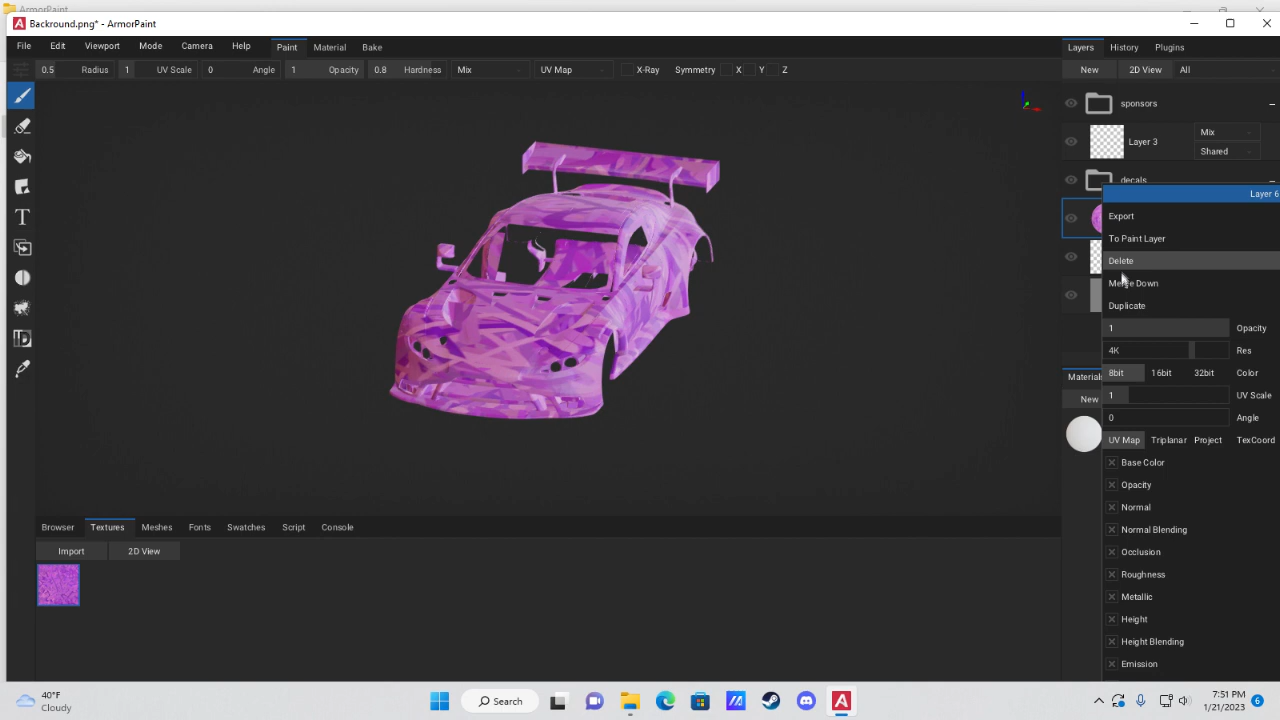 ArmorPaint
Backround.png* - ArmorPaint
File Edit Viewport Mode Camera Help Paint Material Bake Layers History Plugins
0.5 Radius 1 UV Scale 0 Angle 1 Opacity 0.8 Hardness Mix UV Map X-Ray Symmetry X Y Z New 2D View All
sponsors
Layer 3 Mix
Shared
decals
Layer 6
Export
To Paint Layer
Delete
Merge Down
Duplicate
1 Opacity
4K Res
8bit 16bit 32bit Color
Materials
1 UV Scale
New
0 Angle
UV Map Triplanar Project TexCoord
Base Color
Opacity
Normal
Normal Blending
Occlusion
Roughness
Metallic
Height
Height Blending
Emission
Browser Textures Meshes Fonts Swatches Script Console
Import 2D View
40°F
Cloudy
Search
7:51 PM
1/21/2023
6